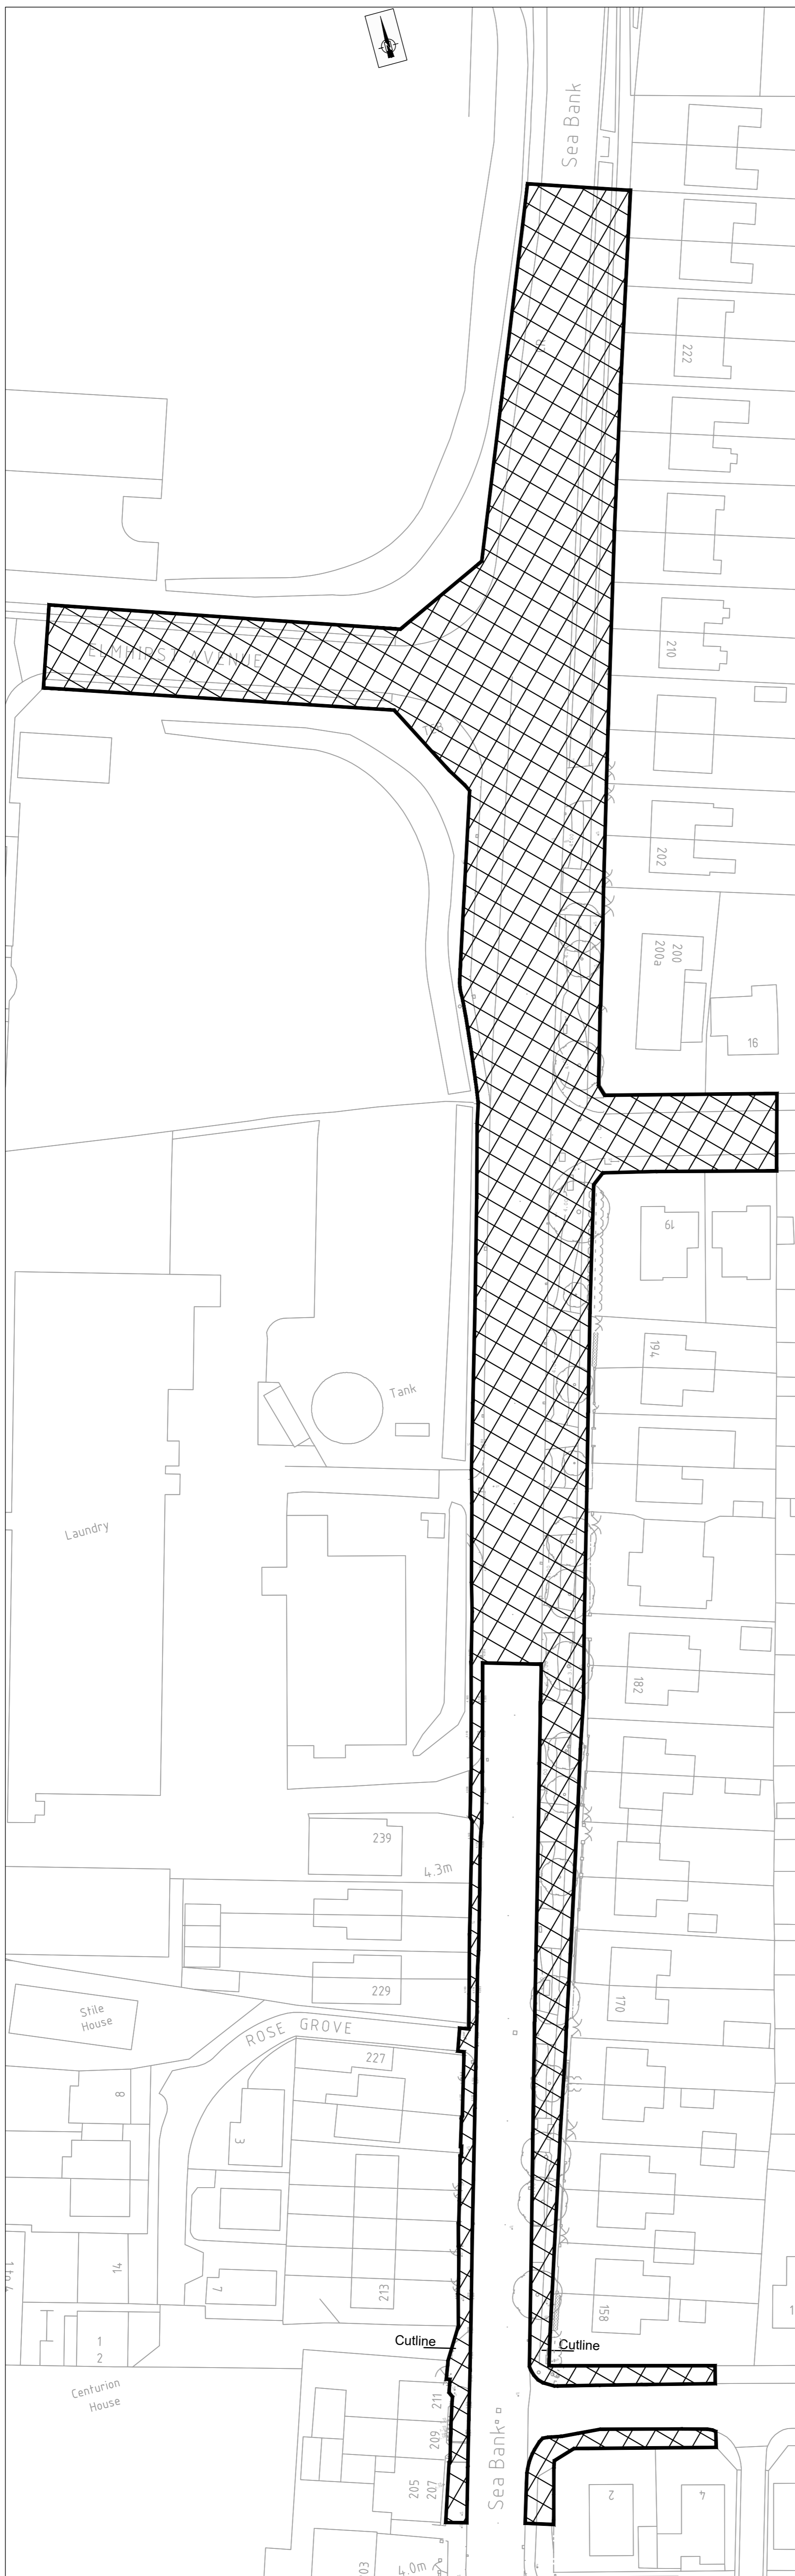 Sea Bank
222
ELMHIRST AVENUE
210
TCB
202
200
200a
16
19
194
Tank
Laundry
182
239
4.3m
229
170
Stile
House
ROSE GROVE
227
8
3
14
7
213
158
1
2
Cutline
Cutline
Centurion
House
211
209
Sea Bank
205
207
2
4
4.0m